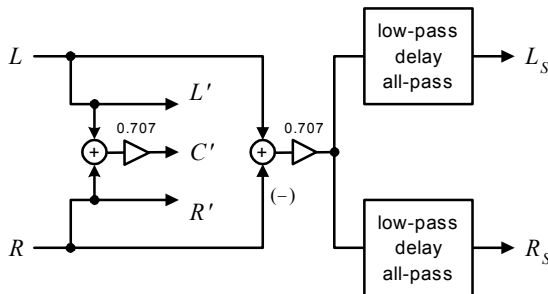 low-pass
delay
all-pass
L
L_S
L'
0.707
0.707
+
C'
+
R'
(–)
low-pass
delay
all-pass
R
R_S